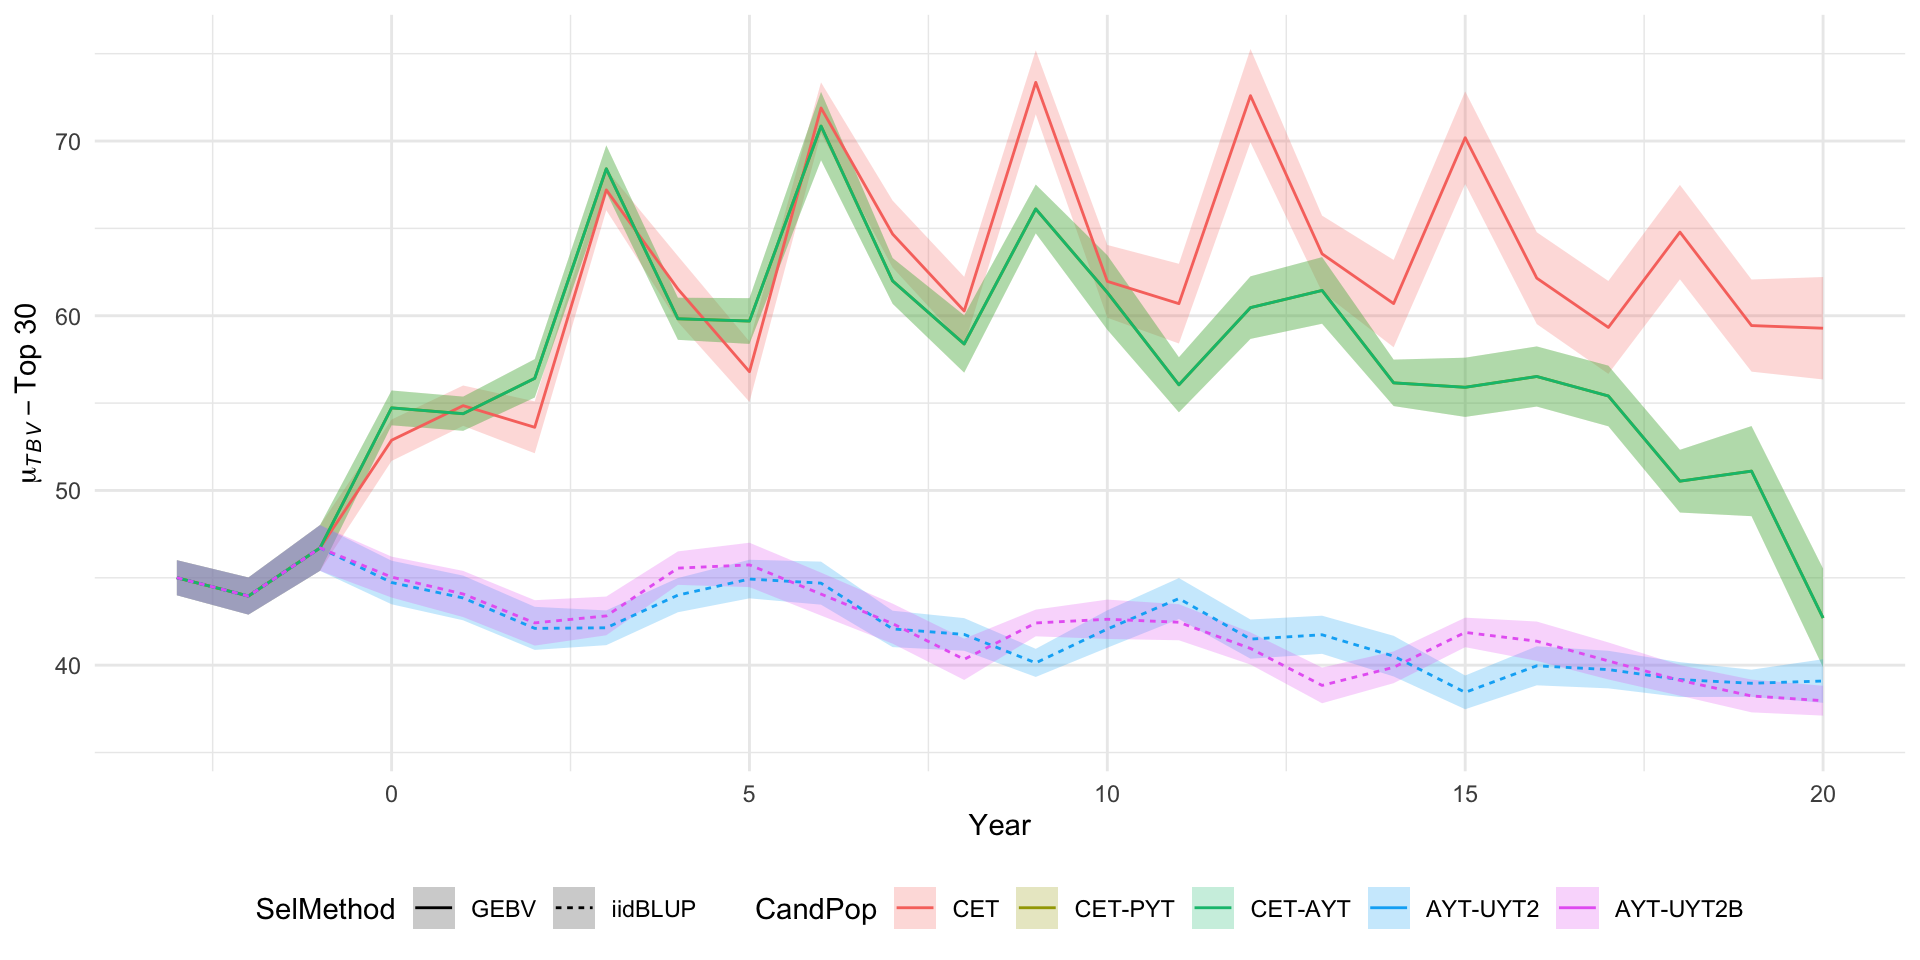 μTBV – Top 30
70
60
50
40
0 5 10 15 20
Year
SelMethod GEBV iidBLUP CandPop CET CET-PYT CET-AYT AYT-UYT2 AYT-UYT2B